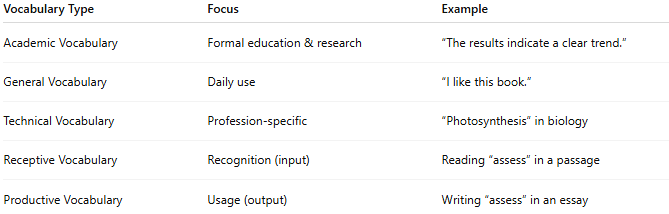 Vocabulary Type Focus Example
Academic Vocabulary Formal education & research “The results indicate a clear trend.”
General Vocabulary Daily use “I like this book.”
Technical Vocabulary Profession-specific “Photosynthesis” in biology
Receptive Vocabulary Recognition (input) Reading “assess” in a passage
Productive Vocabulary Usage (output) Writing “assess” in an essay